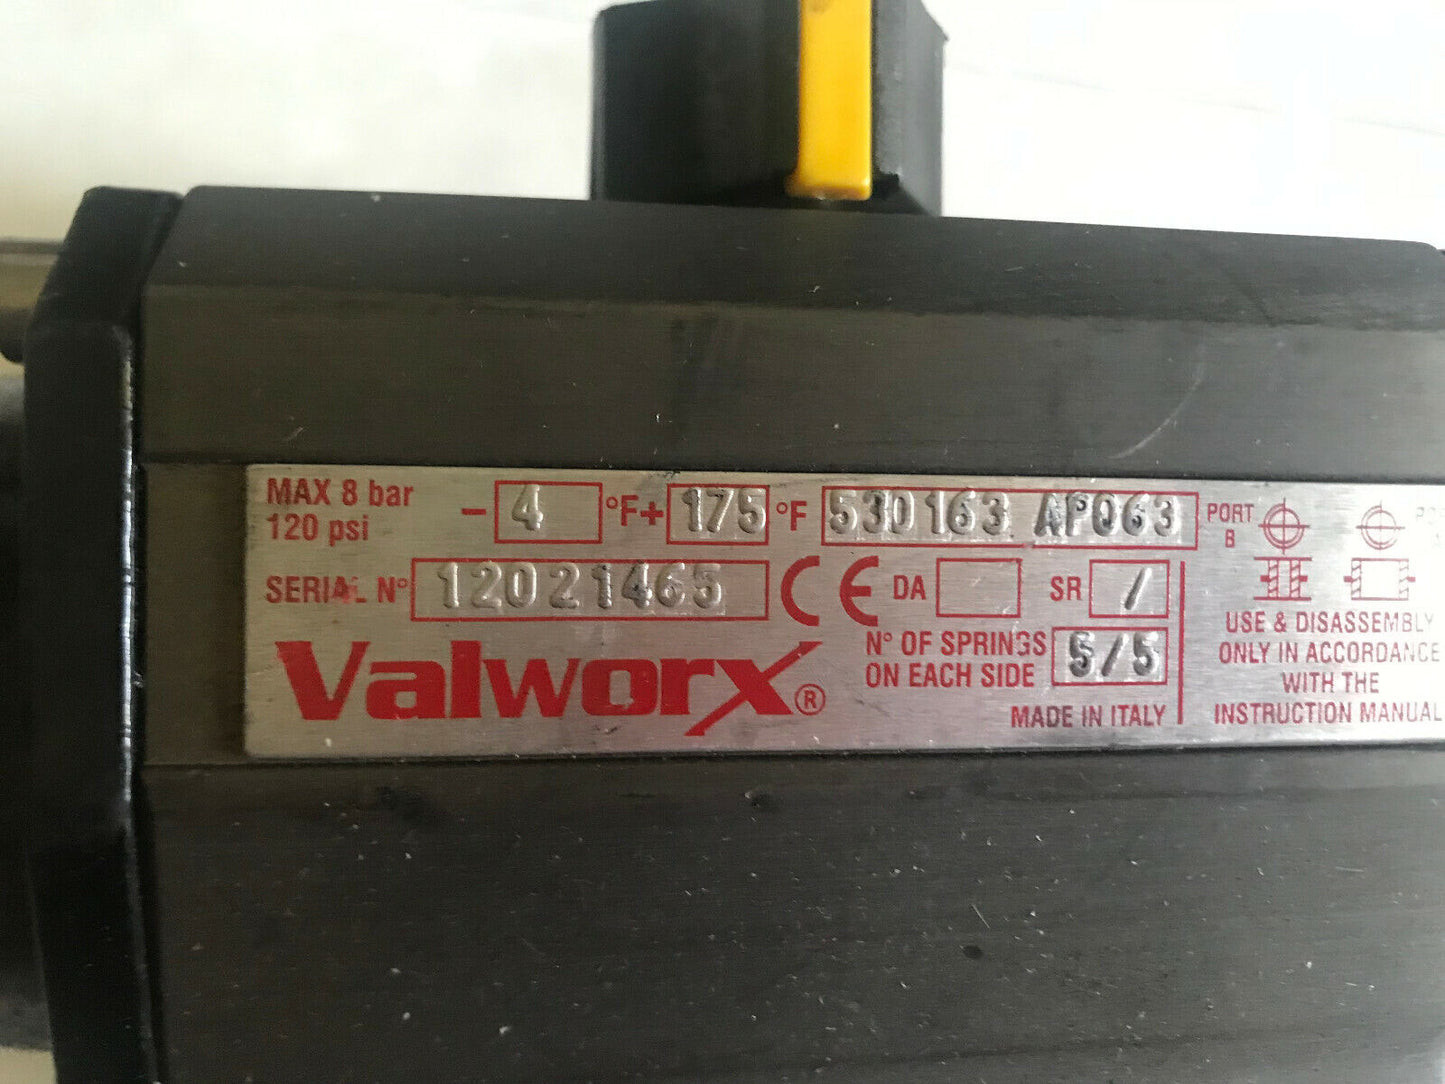 MAX 8 bar
120 psi
- 4 °F + 175 °F 530163 AP063
SERIAL N° 12021465 CE DA SR /
Valworx®
N° OF SPRINGS
ON EACH SIDE 5/5
MADE IN ITALY
PORT
B
USE & DISASSEMBLY
ONLY IN ACCORDANCE
WITH THE
INSTRUCTION MANUAL